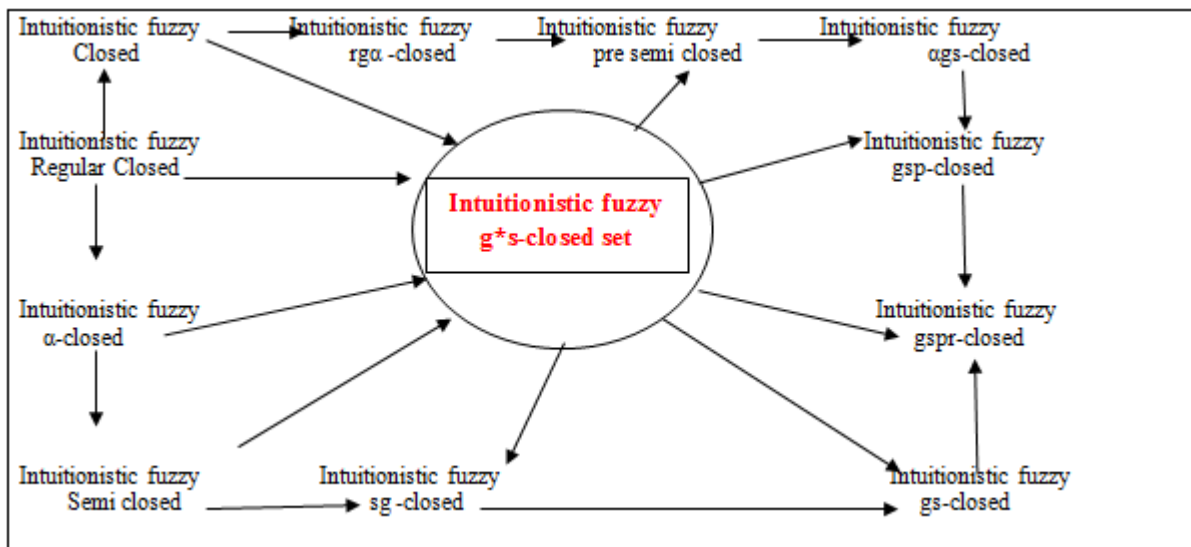 Intuitionistic fuzzy
Closed
Intuitionistic fuzzy
rgα -closed
Intuitionistic fuzzy
pre semi closed
Intuitionistic fuzzy
αgs-closed
Intuitionistic fuzzy
Regular Closed
Intuitionistic fuzzy
gsp-closed
Intuitionistic fuzzy
g*s-closed set
Intuitionistic fuzzy
α-closed
Intuitionistic fuzzy
gspr-closed
Intuitionistic fuzzy
Semi closed
Intuitionistic fuzzy
sg -closed
Intuitionistic fuzzy
gs-closed